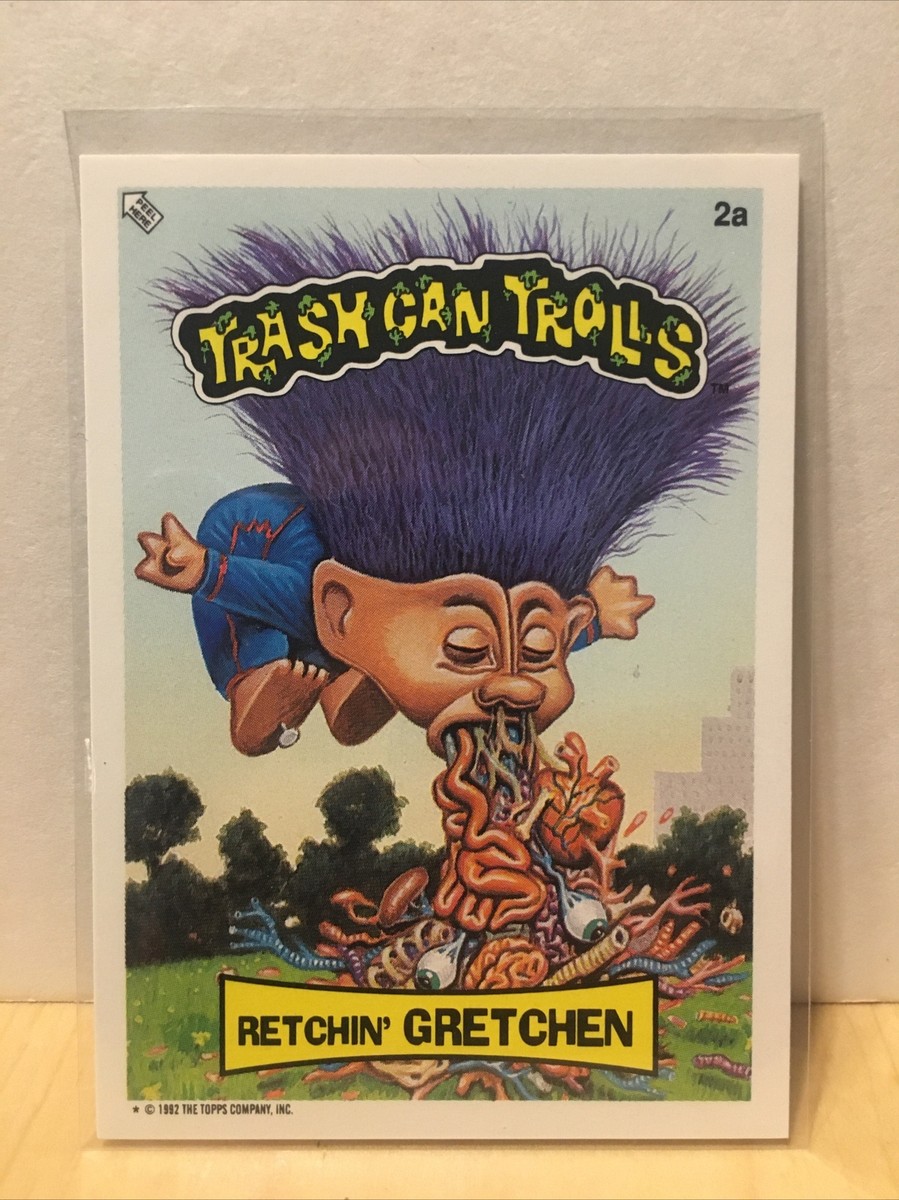 PEEL
HERE
2a
TRASH CAN TROLLS
TM
RETCHIN' GRETCHEN
* © 1992 THE TOPPS COMPANY, INC.